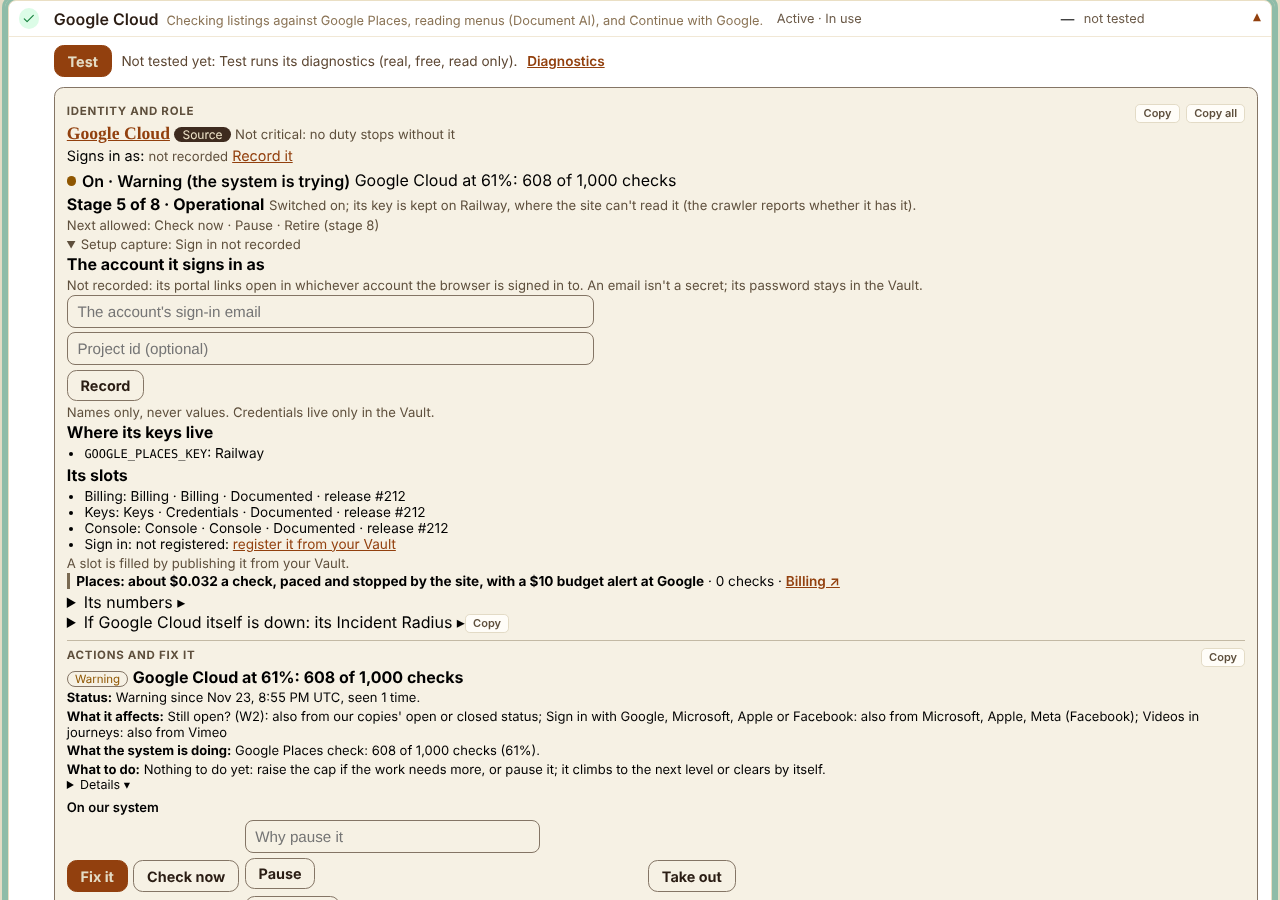 Google Cloud Checking listings against Google Places, reading menus (Document AI), and Continue with Google. Active · In use — not tested ▲
Test Not tested yet: Test runs its diagnostics (real, free, read only). Diagnostics
IDENTITY AND ROLE Copy Copy all
Google Cloud Source Not critical: no duty stops without it
Signs in as: not recorded Record it
On · Warning (the system is trying) Google Cloud at 61%: 608 of 1,000 checks
Stage 5 of 8 · Operational Switched on; its key is kept on Railway, where the site can't read it (the crawler reports whether it has it).
Next allowed: Check now · Pause · Retire (stage 8)
▼ Setup capture: Sign in not recorded
The account it signs in as
Not recorded: its portal links open in whichever account the browser is signed in to. An email isn't a secret; its password stays in the Vault.
The account's sign-in email
Project id (optional)
Record
Names only, never values. Credentials live only in the Vault.
Where its keys live
• GOOGLE_PLACES_KEY: Railway
Its slots
• Billing: Billing · Billing · Documented · release #212
• Keys: Keys · Credentials · Documented · release #212
• Console: Console · Console · Documented · release #212
• Sign in: not registered: register it from your Vault
A slot is filled by publishing it from your Vault.
Places: about $0.032 a check, paced and stopped by the site, with a $10 budget alert at Google · 0 checks · Billing ↗
▶ Its numbers ▸
▶ If Google Cloud itself is down: its Incident Radius ▸ Copy
ACTIONS AND FIX IT Copy
Warning Google Cloud at 61%: 608 of 1,000 checks
Status: Warning since Nov 23, 8:55 PM UTC, seen 1 time.
What it affects: Still open? (W2): also from our copies' open or closed status; Sign in with Google, Microsoft, Apple or Facebook: also from Microsoft, Apple, Meta (Facebook); Videos in
journeys: also from Vimeo
What the system is doing: Google Places check: 608 of 1,000 checks (61%).
What to do: Nothing to do yet: raise the cap if the work needs more, or pause it; it climbs to the next level or clears by itself.
▶ Details ▾
On our system
Why pause it
Fix it Check now Pause Take out